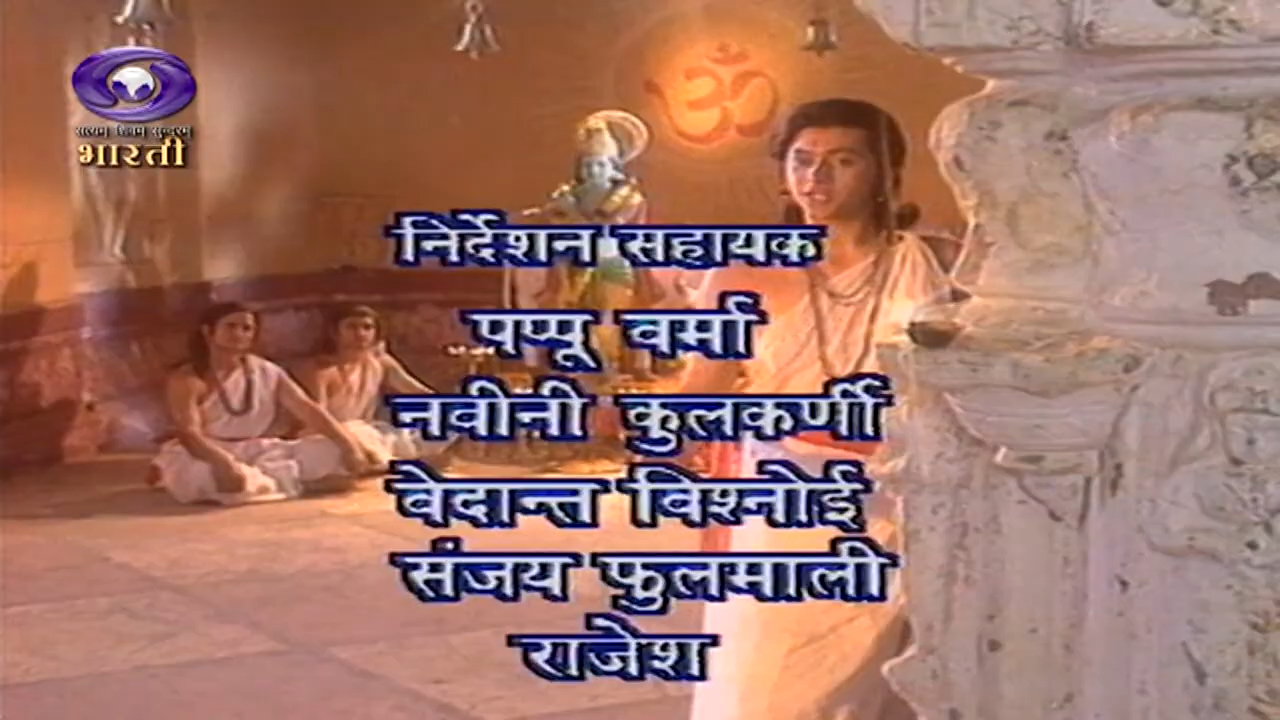 सत्यम् शिवम् सुन्दरम्
भारती
ॐ
निर्देशन सहायक
पप्पू वर्मा
नवीनी कुलकर्णी
वेदान्त विश्नोई
संजय फुलमाली
राजेश